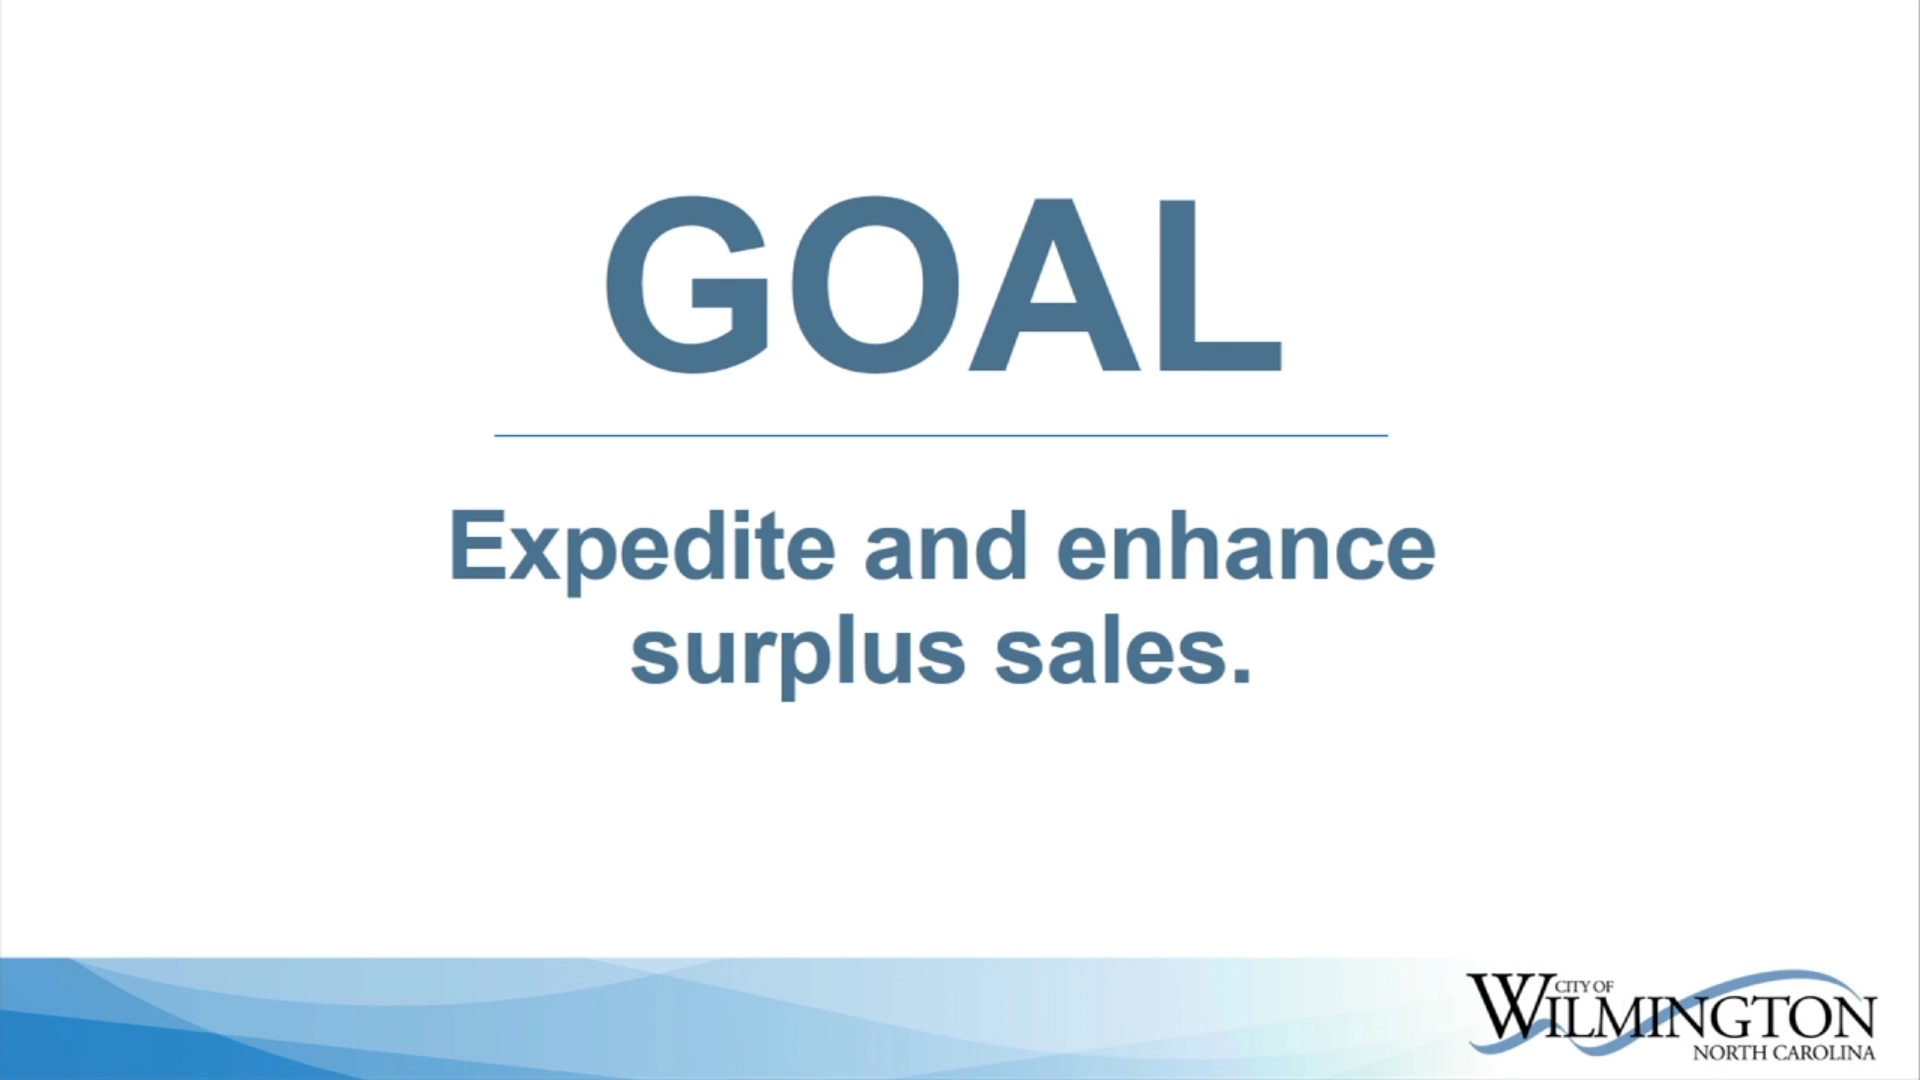 GOAL
Expedite and enhance
surplus sales.
CITY OF
WILMINGTON
NORTH CAROLINA